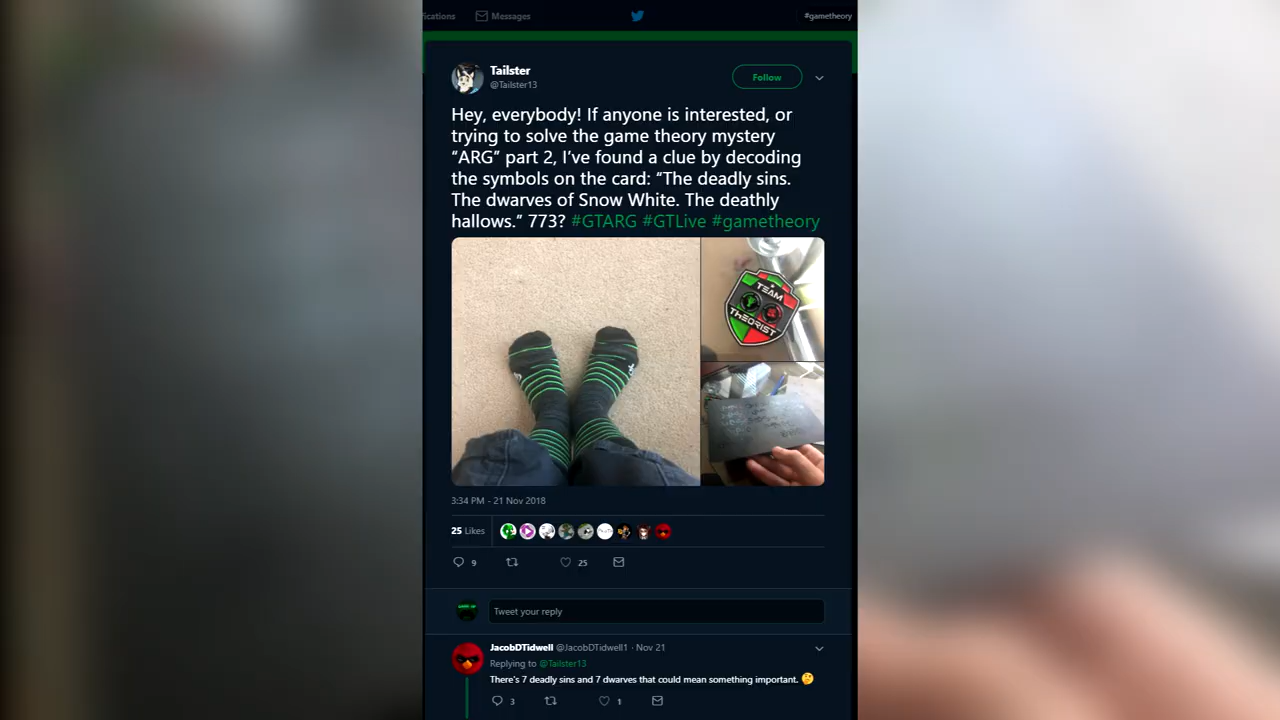 ifications Messages #gametheory
Tailster
@Tailster13
Follow
Hey, everybody! If anyone is interested, or
trying to solve the game theory mystery
“ARG” part 2, I’ve found a clue by decoding
the symbols on the card: “The deadly sins.
The dwarves of Snow White. The deathly
hallows.” 773? #GTARG #GTLive #gametheory
TEAM
THEORIST
3:34 PM - 21 Nov 2018
25 Likes
9 25
Tweet your reply
JacobDTidwell @JacobDTidwell1 · Nov 21
Replying to @Tailster13
There's 7 deadly sins and 7 dwarves that could mean something important. 🤔
3 1